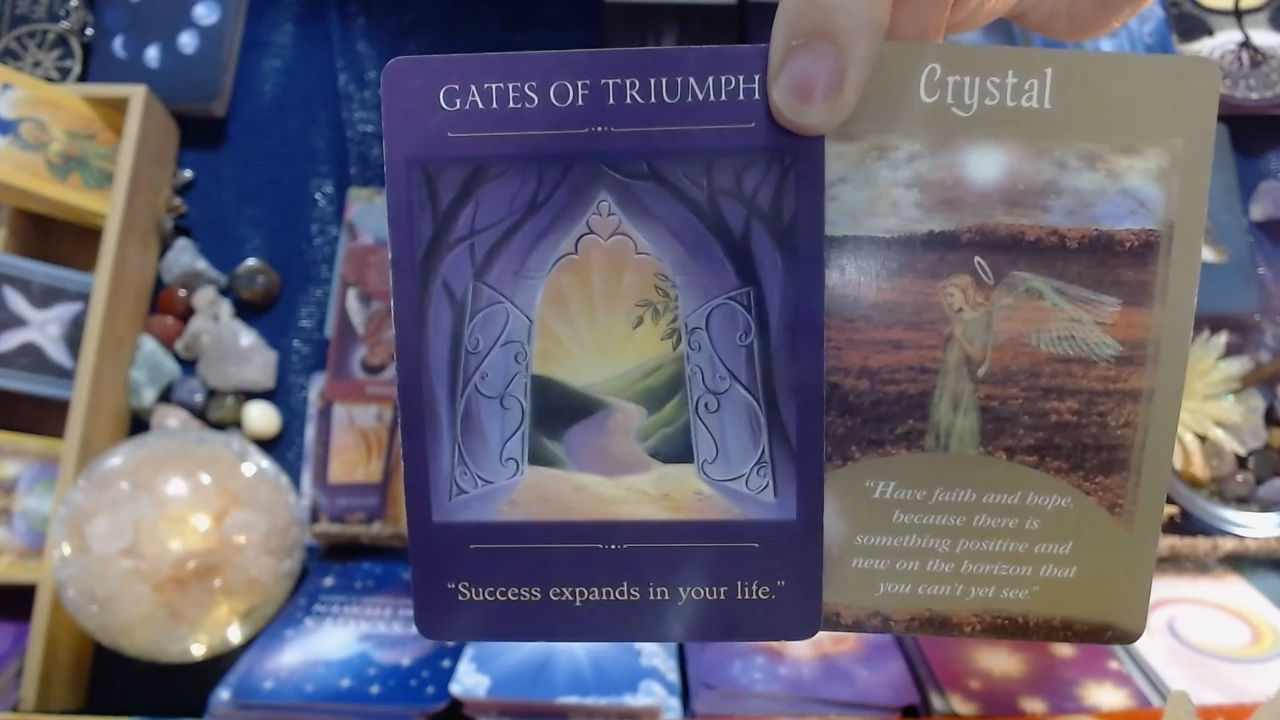 GATES OF TRIUMPH
"Success expands in your life."
Crystal
"Have faith and hope,
because there is
something positive and
new on the horizon that
you can't yet see."